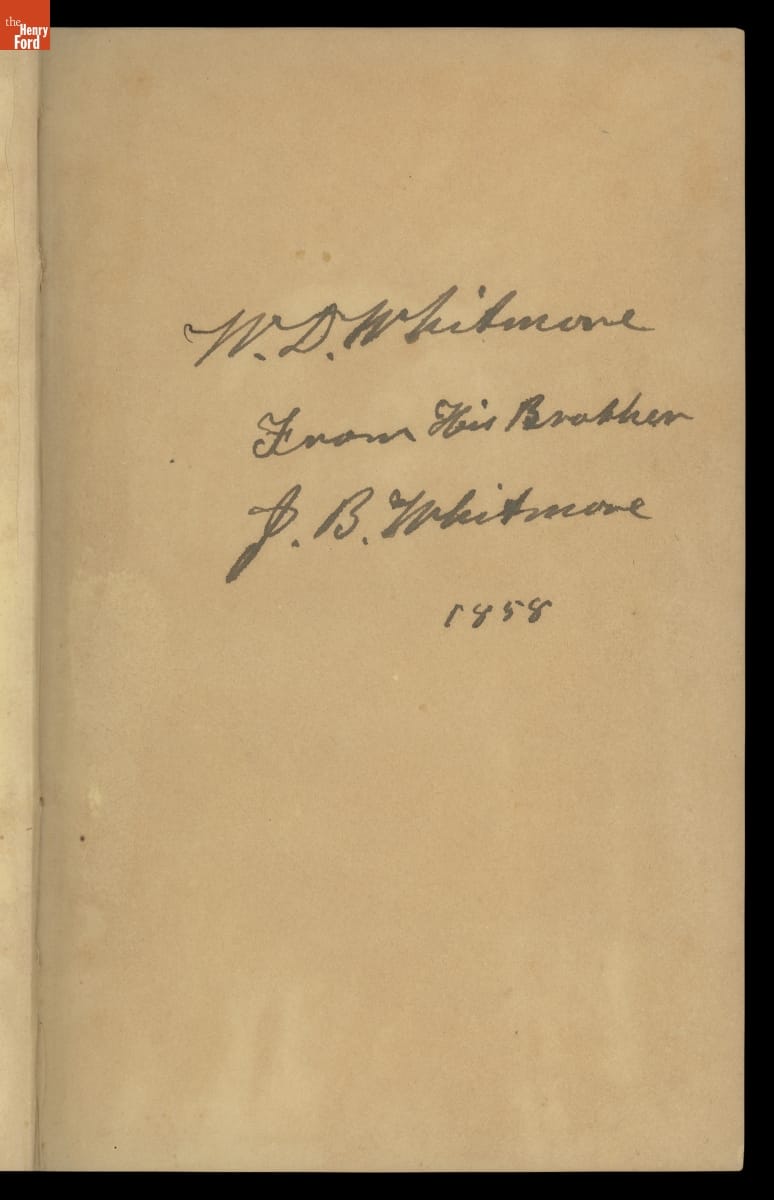 the
Henry
Ford
W. D. Whitmore
From His Brother
J. B. Whitmore
1858